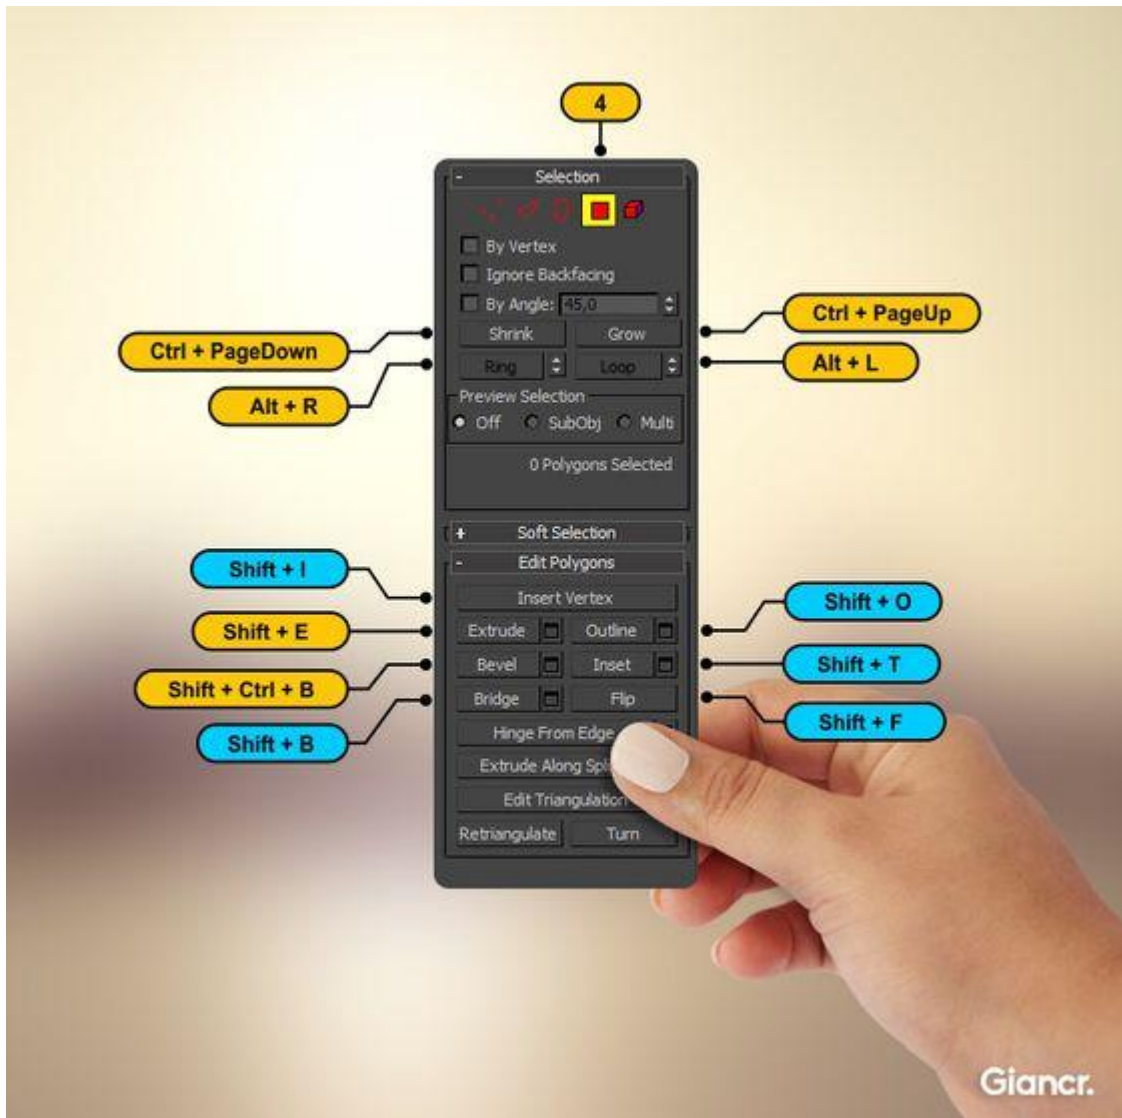 4
- Selection
By Vertex
Ignore Backfacing
By Angle: 45,0
Ctrl + PageUp
Shrink Grow
Ctrl + PageDown
Ring Loop
Alt + L
Alt + R
Preview Selection
Off SubObj Multi
0 Polygons Selected
+ Soft Selection
- Edit Polygons
Shift + I
Insert Vertex
Shift + O
Shift + E
Extrude Outline
Bevel Inset
Shift + T
Shift + Ctrl + B
Bridge Flip
Shift + F
Shift + B
Hinge From Edge
Extrude Along
Edit Triangulation
Retriangulate Turn
Giancr.